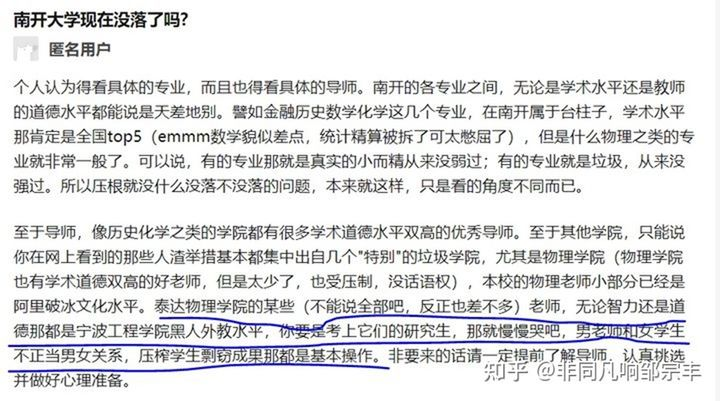 南开大学现在没落了吗?
匿名用户
个人认为得看具体的专业，而且也得看具体的导师。南开的各专业之间，无论是学术水平还是教师
的道德水平都能说是天差地别。譬如金融历史数学化学这几个专业，在南开属于台柱子，学术水平
那肯定是全国top5（emmm数学貌似差点，统计精算被拆了可太憋屈了），但是什么物理之类的专
业就非常一般了。可以说，有的专业那就是真实的小而精从来没弱过；有的专业就是垃圾，从来没
强过。所以压根就没什么没落不没落的问题，本来就这样，只是看的角度不同而已。
至于导师，像历史化学之类的学院都有很多学术道德水平双高的优秀导师。至于其他学院，只能说
你在网上看到的那些人渣举措基本都集中出自几个"特别"的垃圾学院，尤其是物理学院（物理学院
也有学术道德双高的好老师，但是太少了，也受压制，没话语权），本校的物理老师小部分已经是
阿里破冰文化水平。泰达物理学院的某些（不能说全部吧，反正也差不多）老师，无论智力还是道
德那都是宁波工程学院黑人外教水平，你要是考上它们的研究生，那就慢慢哭吧，男老师和女学生
不正当男女关系，压榨学生剽窃成果那都是基本操作。非要来的话请一定提前了解导师，认真挑选
并做好心理准备。
知乎 @非同凡响邹宗丰